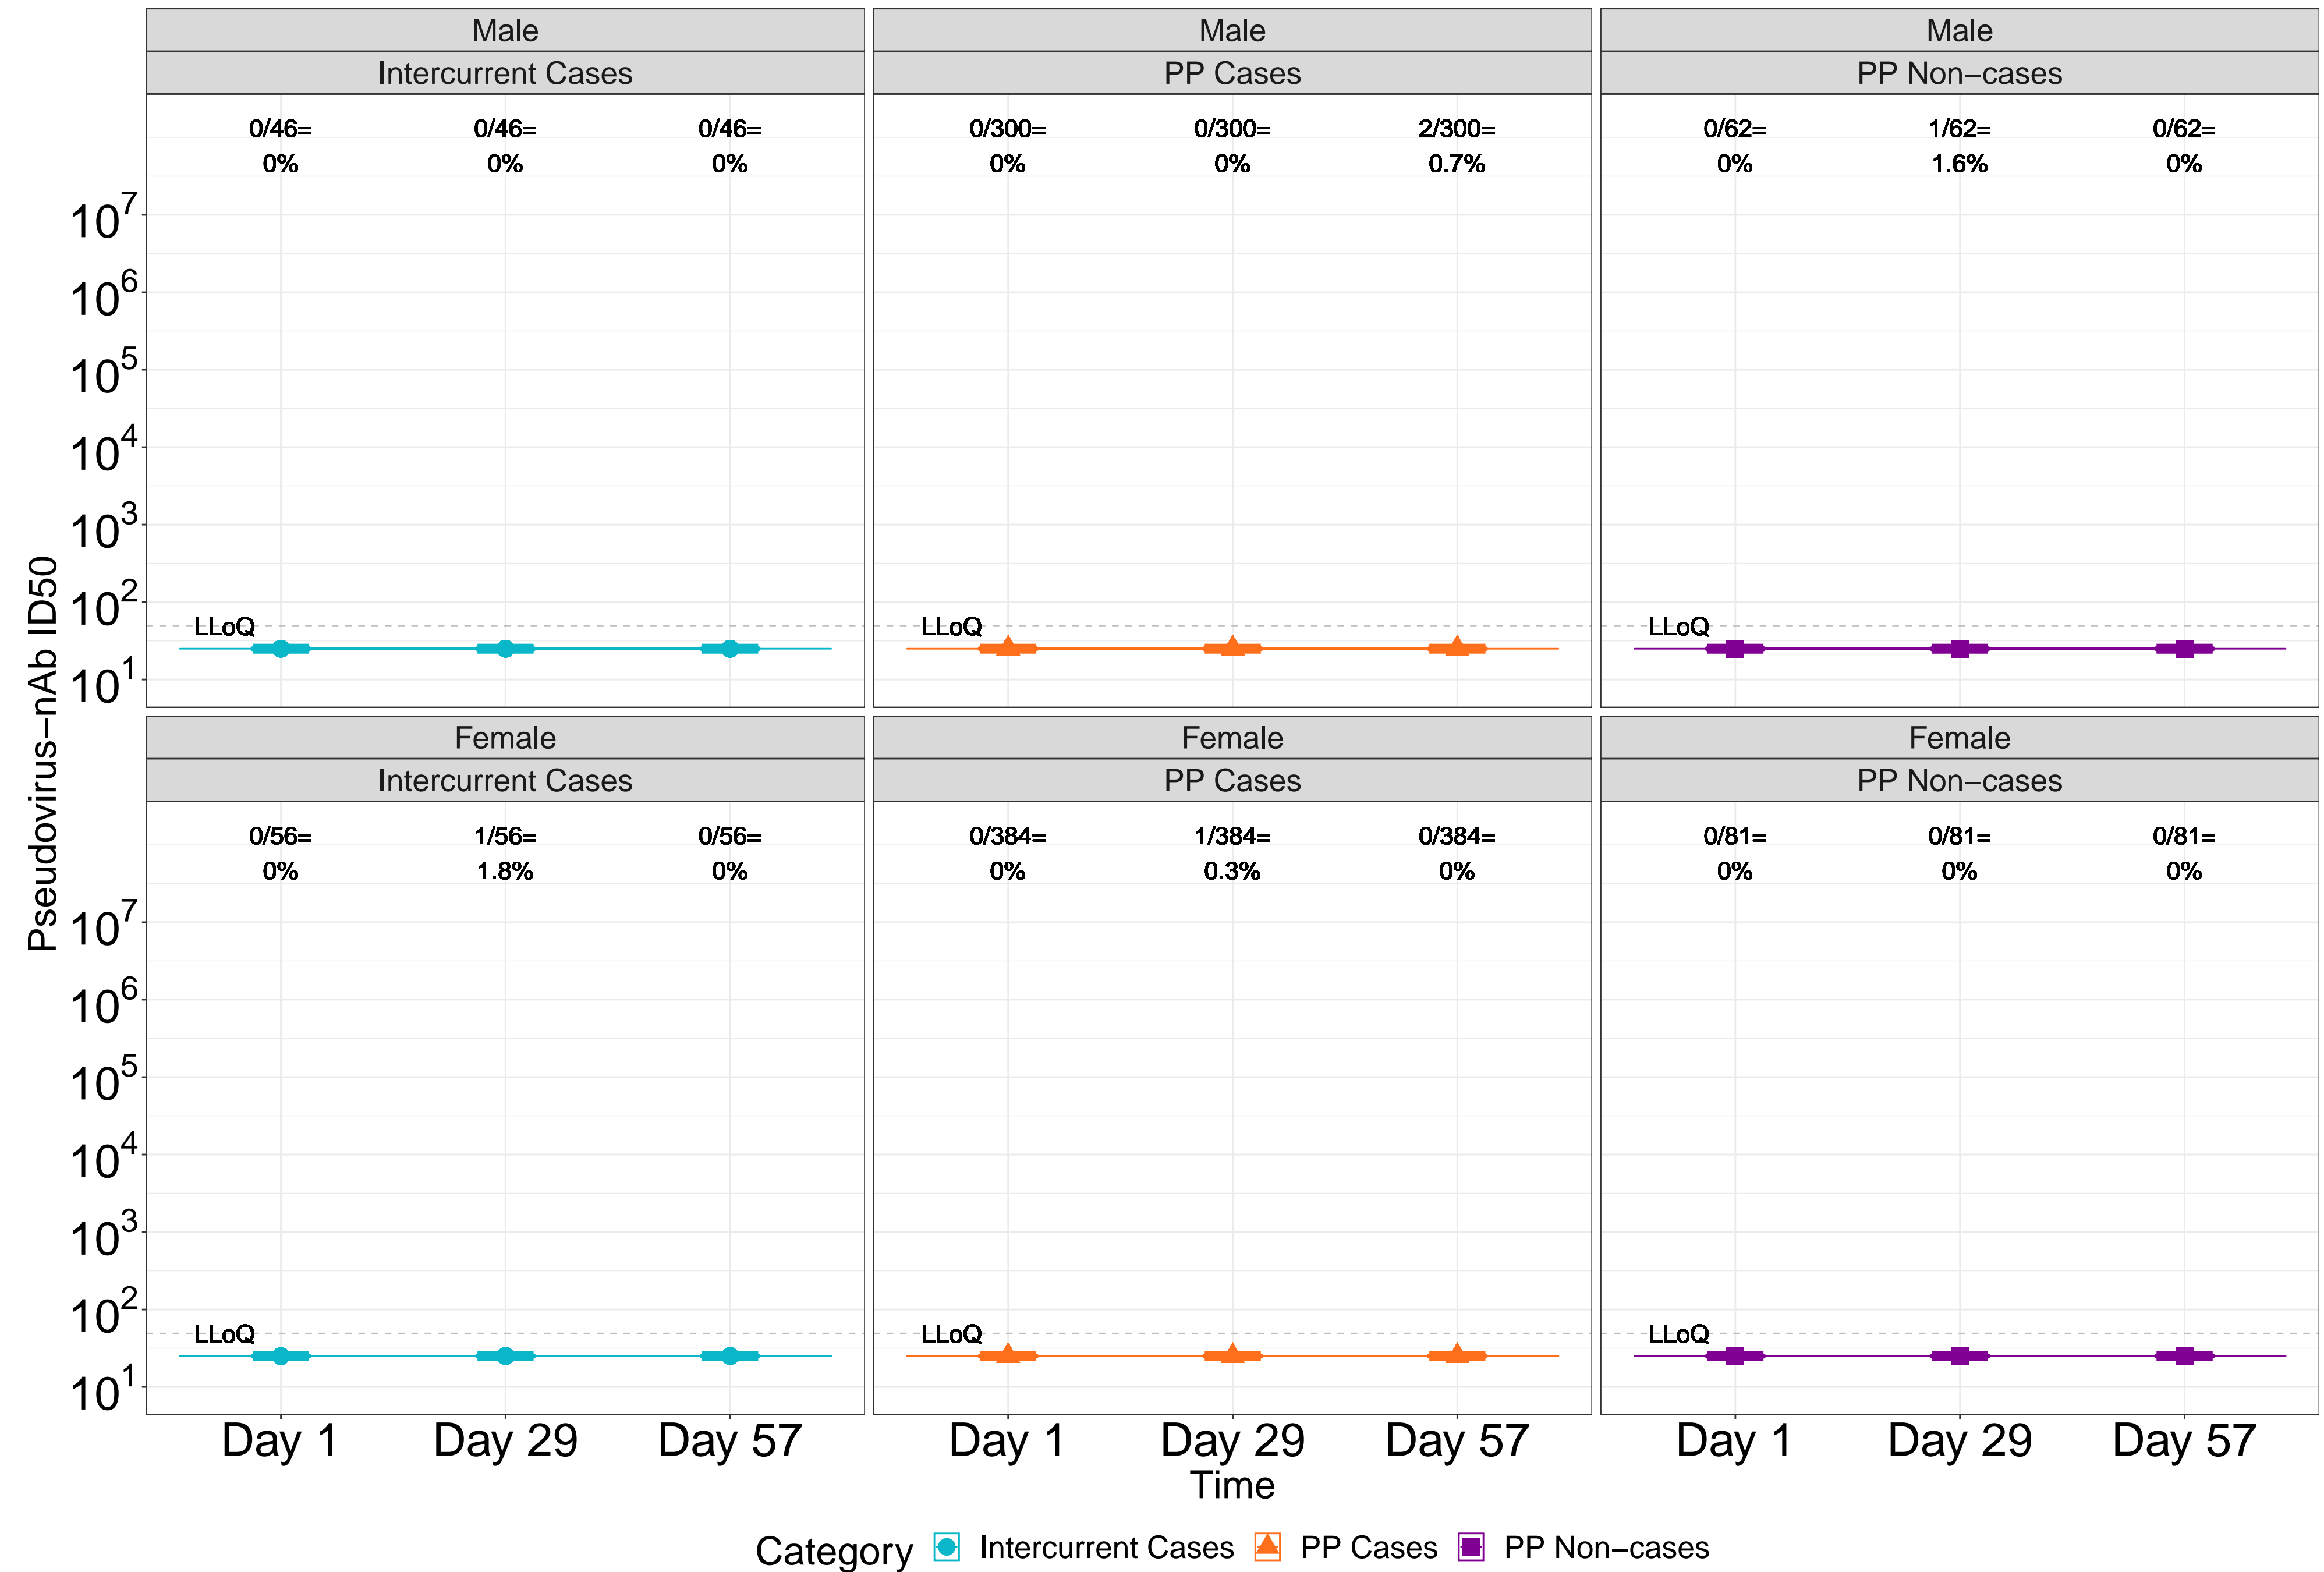 Male
Male
Male
Intercurrent Cases
PP Cases
PP Non−cases
0/46=
0/46=
0/46=
0/300=
0/300=
2/300=
0/62=
1/62=
0/62=
0%
0%
0%
0%
0%
0.7%
0%
1.6%
0%
10^7
10^6
10^5
10^4
10^3
10^2
10^1
LLoQ
LLoQ
LLoQ
Pseudovirus−nAb ID50
Female
Female
Female
Intercurrent Cases
PP Cases
PP Non−cases
0/56=
1/56=
0/56=
0/384=
1/384=
0/384=
0/81=
0/81=
0/81=
0%
1.8%
0%
0%
0.3%
0%
0%
0%
0%
10^7
10^6
10^5
10^4
10^3
10^2
10^1
LLoQ
LLoQ
LLoQ
Day 1
Day 29
Day 57
Day 1
Day 29
Day 57
Day 1
Day 29
Day 57
Time
Category
Intercurrent Cases
PP Cases
PP Non−cases